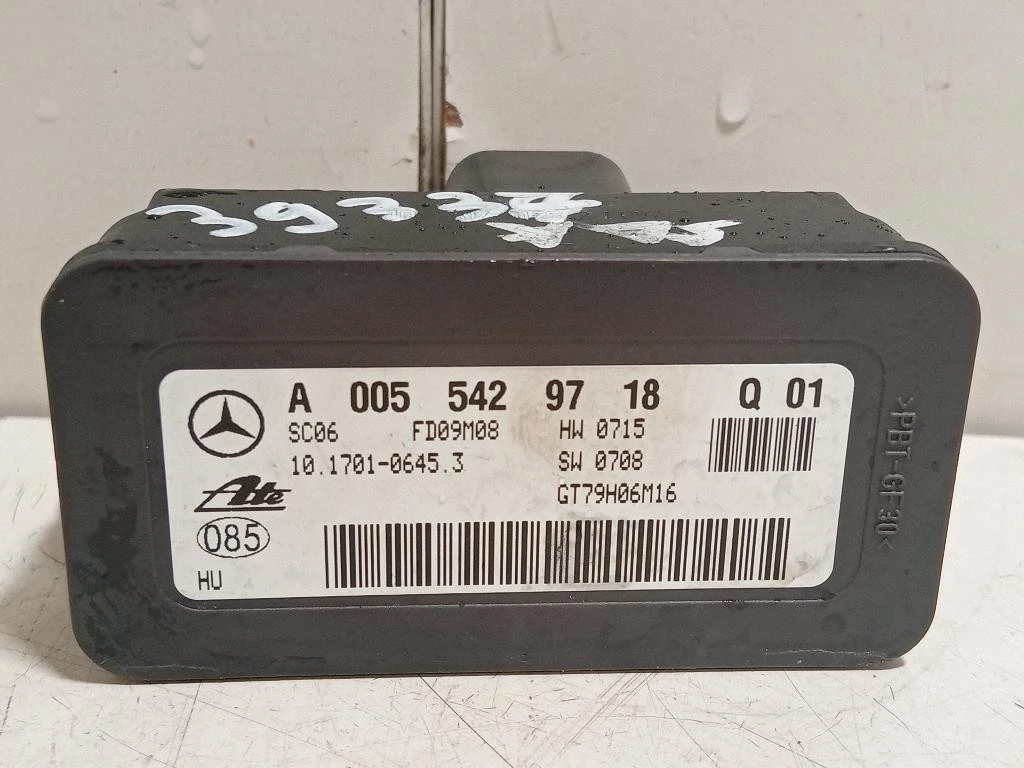 A 005 542 97 18 Q 01
SC06 FD09M08 HW 0715
10.1701-0645.3 SW 0708
Ate GT79H06M16
085
HU
>PBT-GF30<